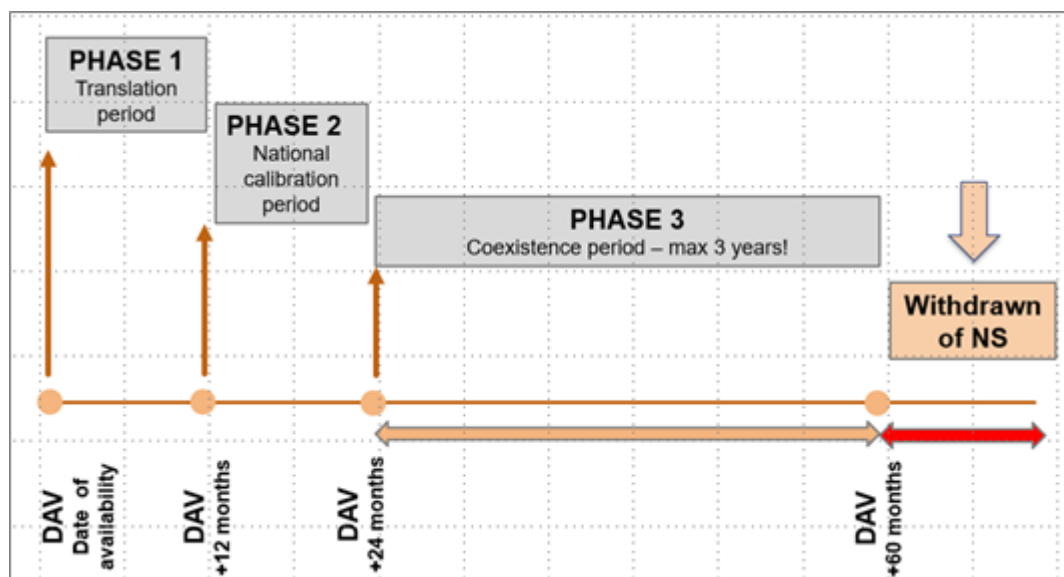 PHASE 1
Translation
period
PHASE 2
National
calibration
period
PHASE 3
Coexistence period – max 3 years!
Withdrawn
of NS
DAV
Date of
availability
DAV
+12 months
DAV
+24 months
DAV
+60 months